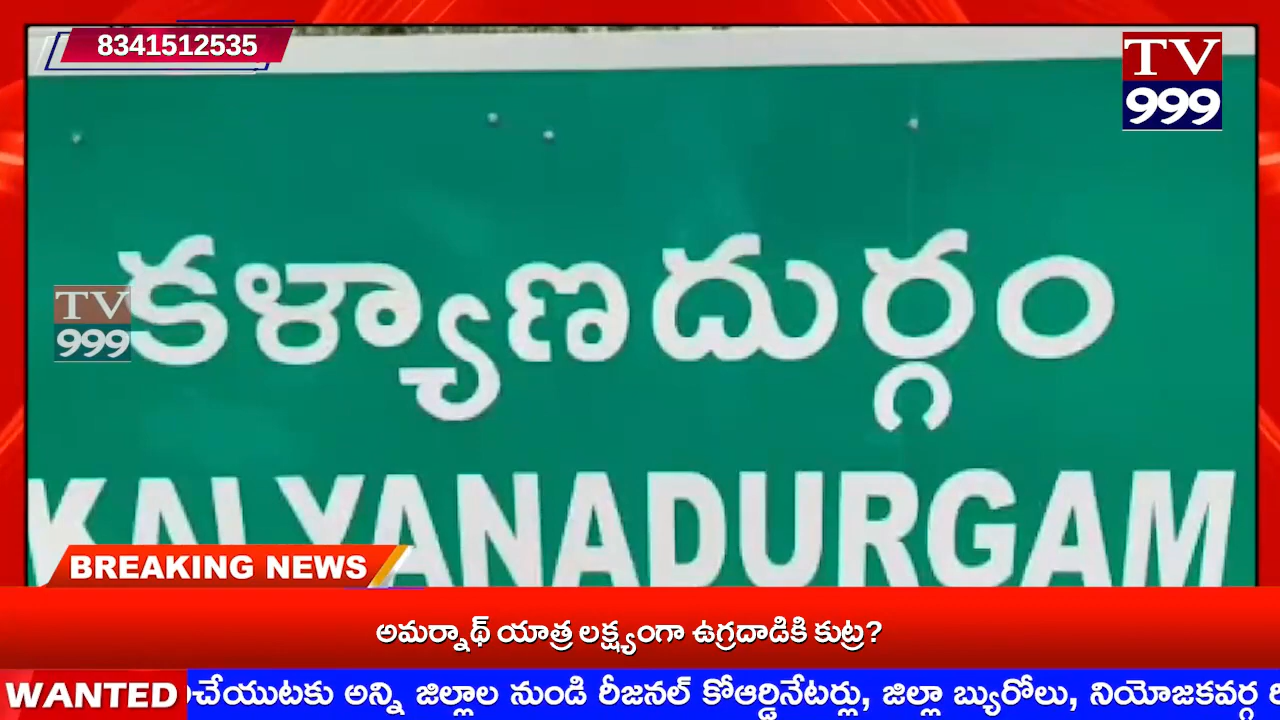 8341512535
TV
999
కళ్యాణదుర్గం
TV
999
KALYANADURGAM
BREAKING NEWS
అమర్నాథ్ యాత్ర లక్ష్యంగా ఉగ్రదాడికి కుట్ర?
WANTED
చేయుటకు అన్ని జిల్లాల నుండి రీజనల్ కోఆర్డినేటర్లు, జిల్లా బ్యురోలు, నియోజకవర్గ